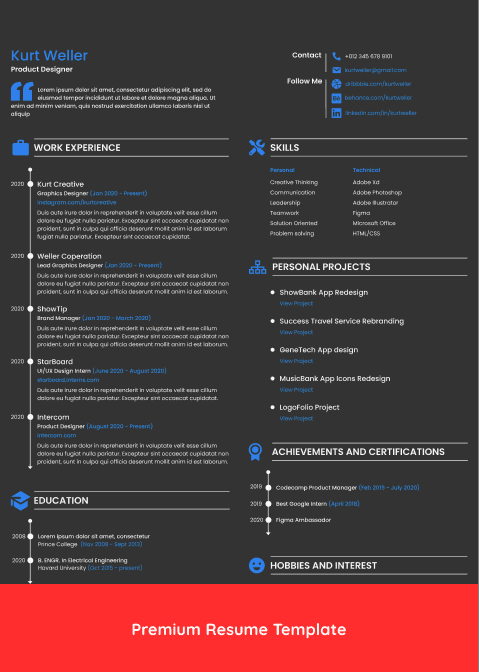 Kurt Weller
Product Designer
Lorem ipsum dolor sit amet, consectetur adipiscing elit, sed do
eiusmod tempor incididunt ut labore et dolore magna aliqua. Ut
enim ad minim veniam, quis nostrud exercitation ullamco laboris nisi ut
aliquip
Contact
+012 345 678 9101
kurtweller@gmail.com
Follow Me
dribbble.com/kurtweller
behance.com/kurtweller
linkedin.com/in/kurtweller
WORK EXPERIENCE
2020
Kurt Creative
Graphics Designer (Jan 2020 - Present)
instagram.com/kurtcreative
Duis aute irure dolor in reprehenderit in voluptate velit esse cillum
dolore eu fugiat nulla pariatur. Excepteur sint occaecat cupidatat non
proident, sunt in culpa qui officia deserunt mollit anim id est laborum.
fugiat nulla pariatur. Excepteur sint occaecat cupidatat.
2020
Weller Coperation
Lead Graphics Designer (Jan 2020 - Present)
Duis aute irure dolor in reprehenderit in voluptate velit esse cillum
dolore eu fugiat nulla pariatur. Excepteur sint occaecat cupidatat non
proident, sunt in culpa qui officia deserunt mollit anim id est laborum.
2020
ShowTip
Brand Manager (Jan 2020 - March 2020)
Duis aute irure dolor in reprehenderit in voluptate velit esse cillum
dolore eu fugiat nulla pariatur. Excepteur sint occaecat cupidatat non
proident, sunt in culpa qui officia deserunt mollit anim id est laborum.
2020
StarBoard
UI/UX Design Intern (June 2020 - August 2020)
starboard.interns.com
Duis aute irure dolor in reprehenderit in voluptate velit esse cillum
dolore eu fugiat nulla pariatur. Excepteur sint occaecat cupidatat.
2020
Intercom
Product Designer (August 2020 - Present)
intercom.com
Duis aute irure dolor in reprehenderit in voluptate velit esse cillum
dolore eu fugiat nulla pariatur. Excepteur sint occaecat cupidatat non
proident, sunt in culpa qui officia deserunt mollit anim id est laborum.
EDUCATION
2008
Lorem ipsum dolor sit amet, consectetur
Prince College (Nov 2008 - Sept 2012)
2020
B. ENGR. In Electrical Engineering
Havard University (Oct 2015 - present)
SKILLS
Personal
Creative Thinking
Communication
Leadership
Teamwork
Solution Oriented
Problem solving
Technical
Adobe Xd
Adobe Photoshop
Adobe Illustrator
Figma
Microsoft Office
HTML/CSS
PERSONAL PROJECTS
ShowBank App Redesign
View Project
Success Travel Service Rebranding
View Project
GeneTech App design
View Project
MusicBank App Icons Redesign
View Project
LogoFolio Project
View Project
ACHIEVEMENTS AND CERTIFICATIONS
2019
Codecamp Product Manager (Feb 2019 - July 2020)
2019
Best Google Intern (April 2019)
2020
Figma Ambassador
HOBBIES AND INTEREST
Premium Resume Template